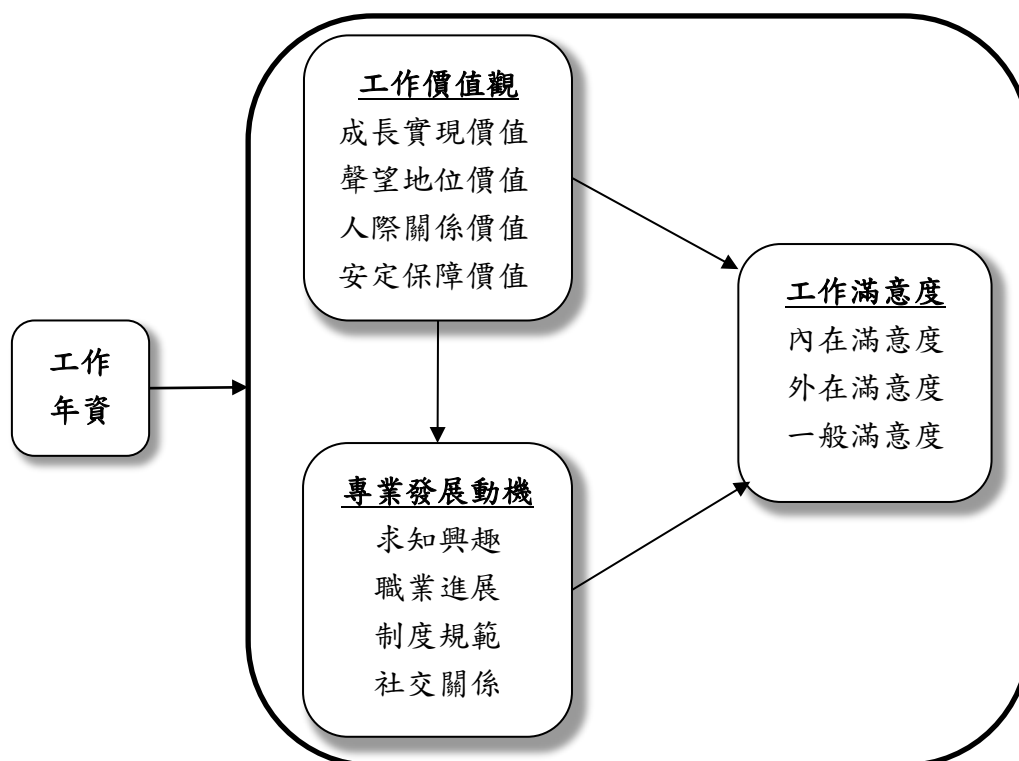 工作價值觀
成長實現價值
聲望地位價值
人際關係價值
安定保障價值
工作滿意度
內在滿意度
外在滿意度
一般滿意度
工作
年資
專業發展動機
求知興趣
職業進展
制度規範
社交關係